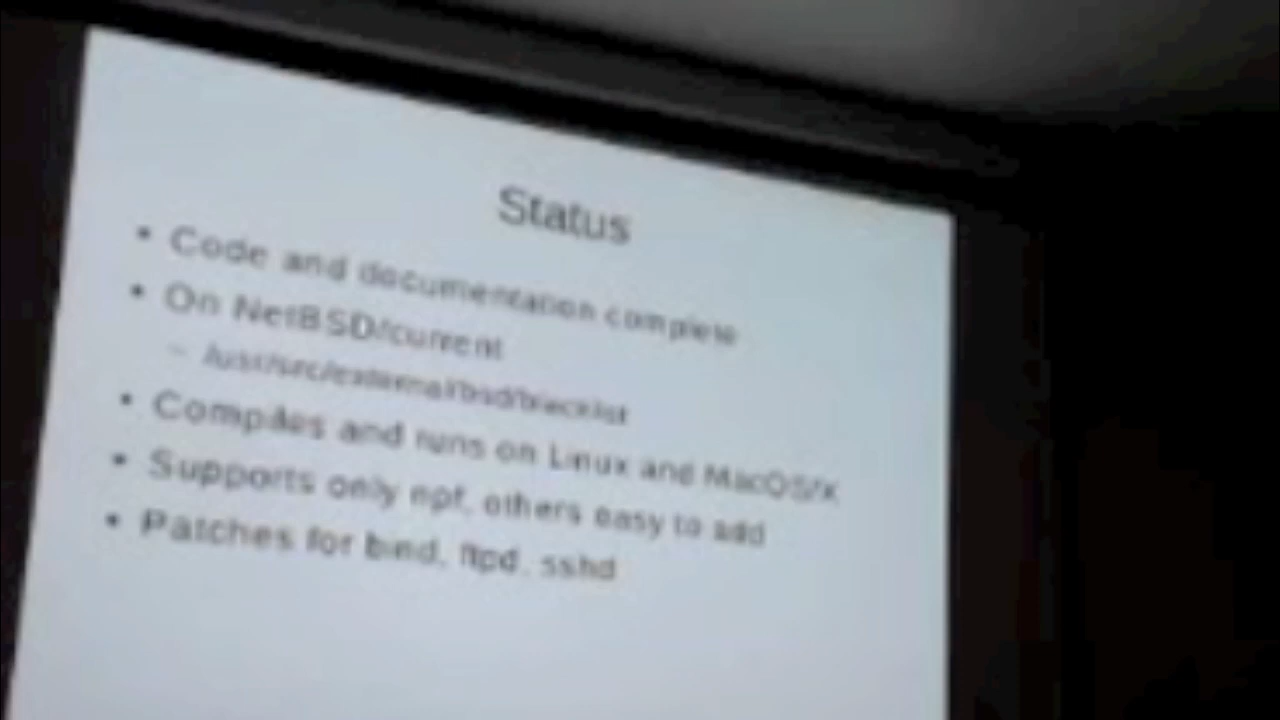 Status
• Code and documentation complete
• On NetBSD/current
– /usr/src/external/bsd/blacklist
• Compiles and runs on Linux and MacOS/X
• Supports only npf, others easy to add
• Patches for bind, ftpd, sshd